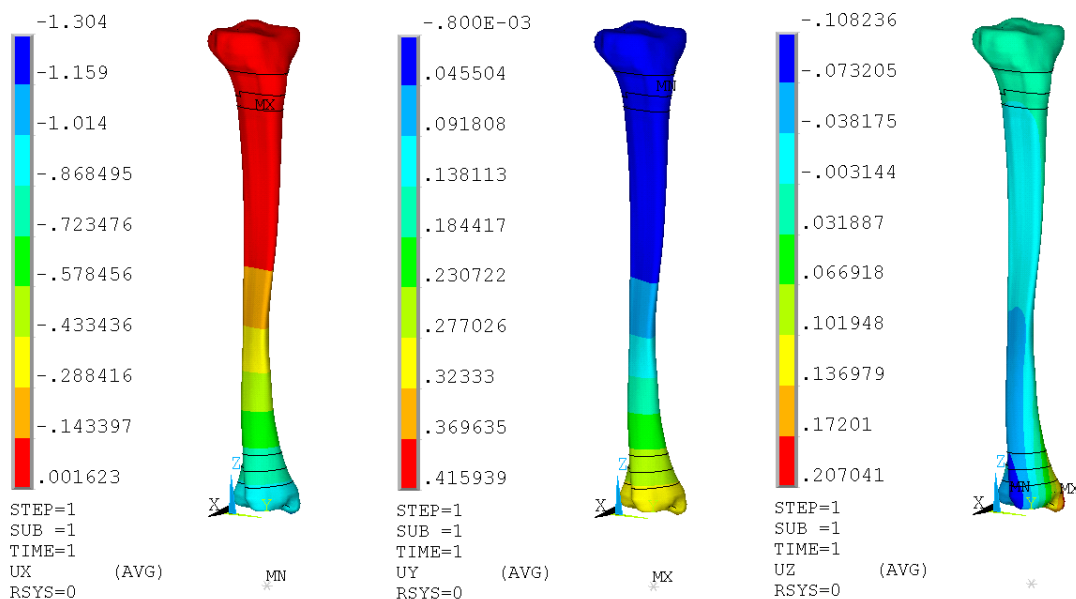 -1.304
-1.159
-1.014
-.868495
-.723476
-.578456
-.433436
-.288416
-.143397
.001623
STEP=1
SUB =1
TIME=1
UX (AVG)
RSYS=0
MX
Z
X
Y
MN
-.800E-03
.045504
.091808
.138113
.184417
.230722
.277026
.32333
.369635
.415939
STEP=1
SUB =1
TIME=1
UY (AVG)
RSYS=0
MN
Z
X
Y
MX
-.108236
-.073205
-.038175
-.003144
.031887
.066918
.101948
.136979
.17201
.207041
STEP=1
SUB =1
TIME=1
UZ (AVG)
RSYS=0
Z
MN
MX
X
Y